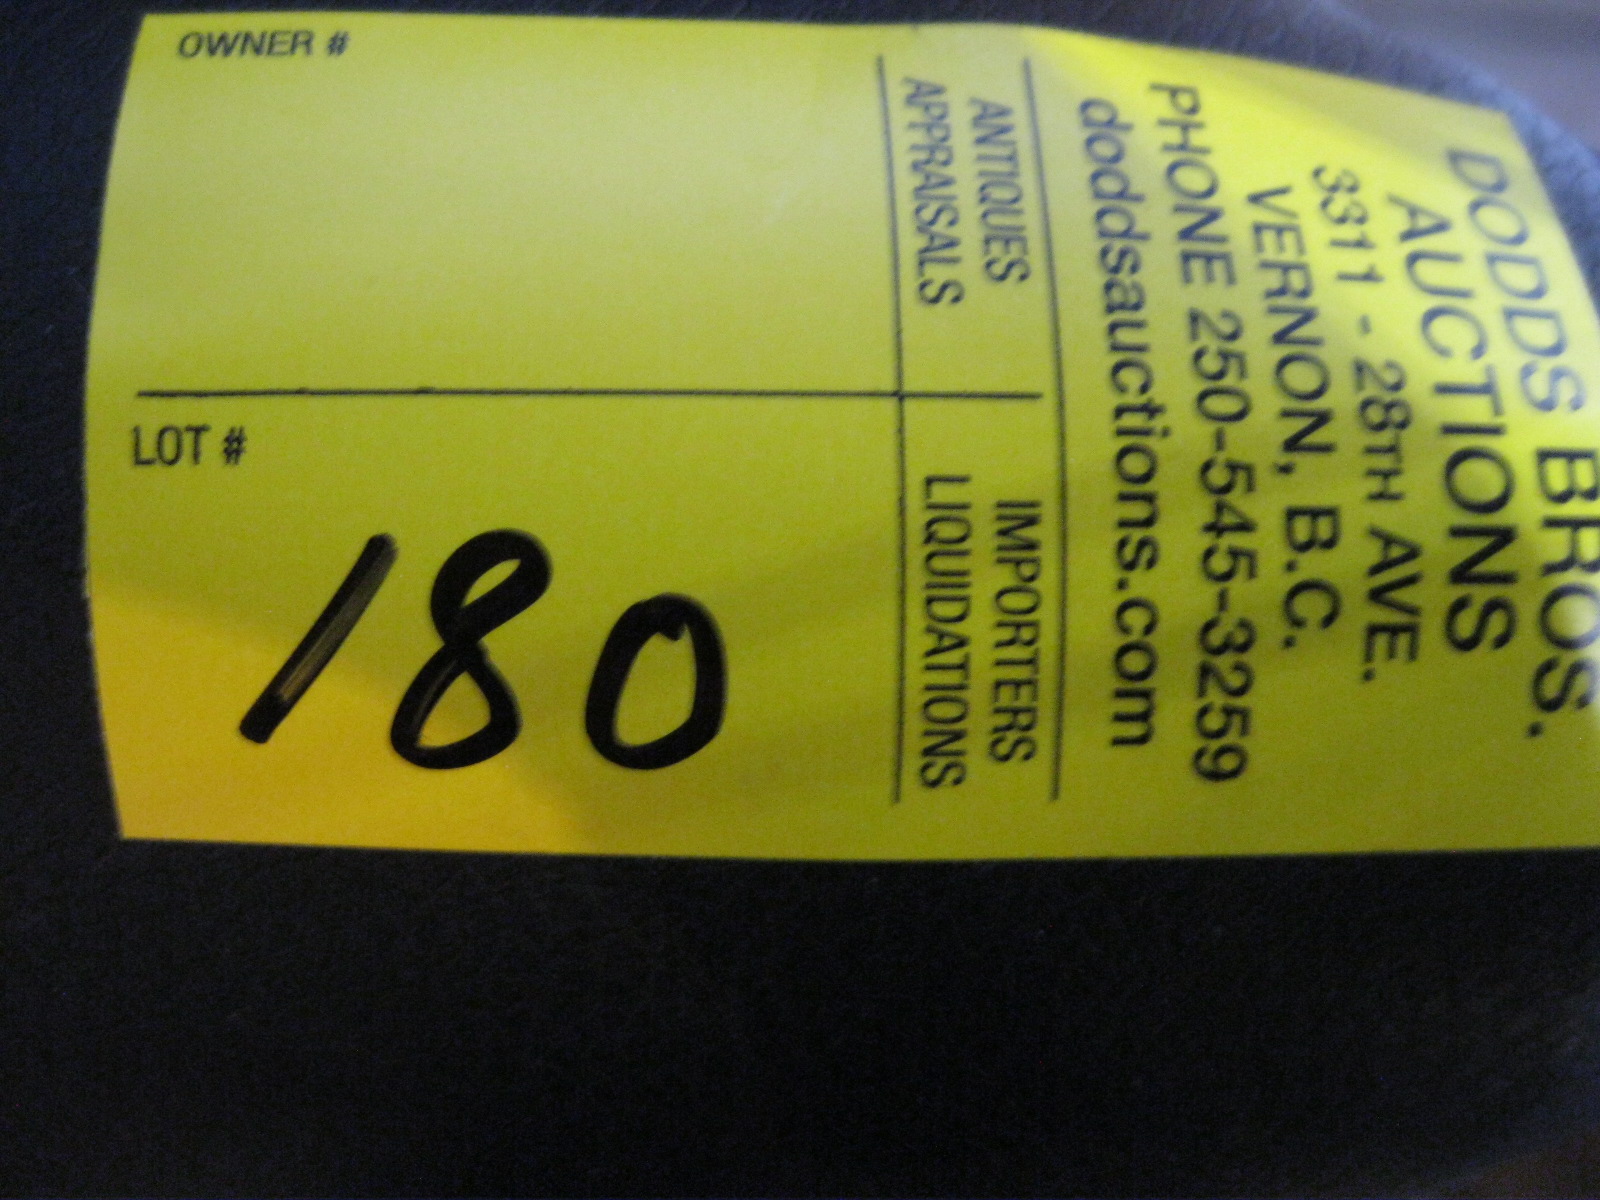 DODDS BROS.
AUCTIONS
3311 - 28TH AVE.
VERNON, B.C.
PHONE 250-545-3259
doddsauctions.com
ANTIQUES
APPRAISALS
IMPORTERS
LIQUIDATIONS
OWNER #
LOT #
180